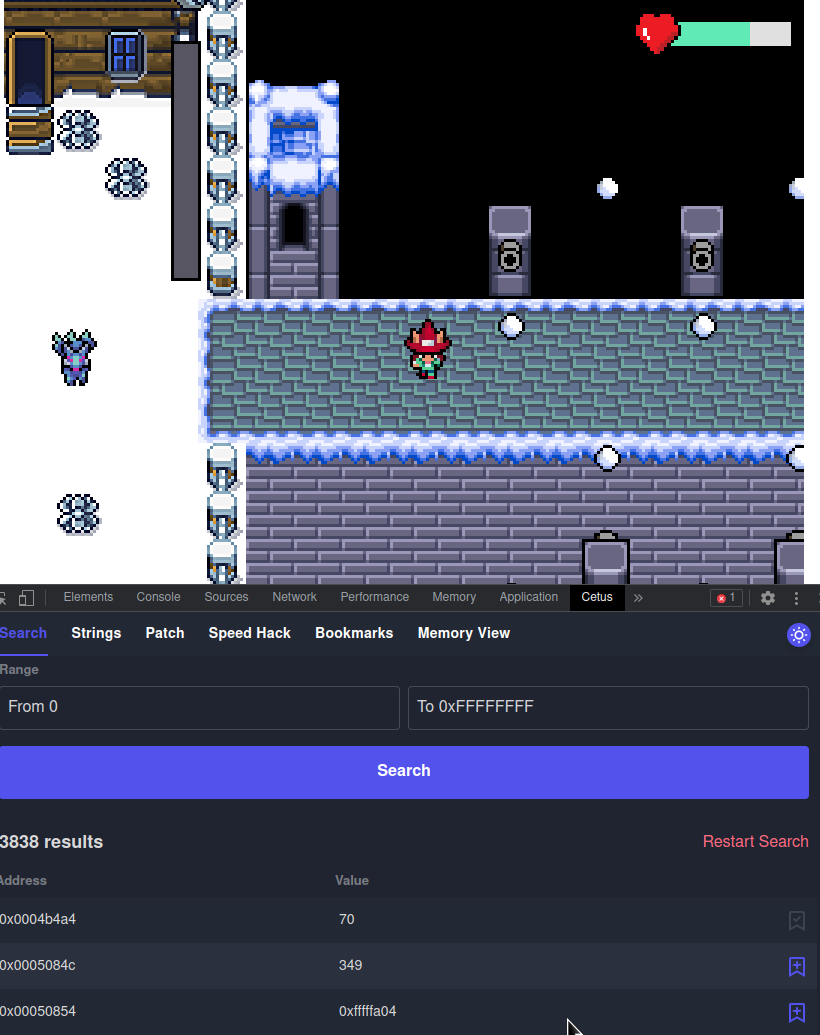 Elements Console Sources Network Performance Memory Application Cetus » 1
Search Strings Patch Speed Hack Bookmarks Memory View
Range
From 0 To 0xFFFFFFFF
Search
3838 results Restart Search
Address Value
0x0004b4a4 70
0x0005084c 349
0x00050854 0xfffffa04